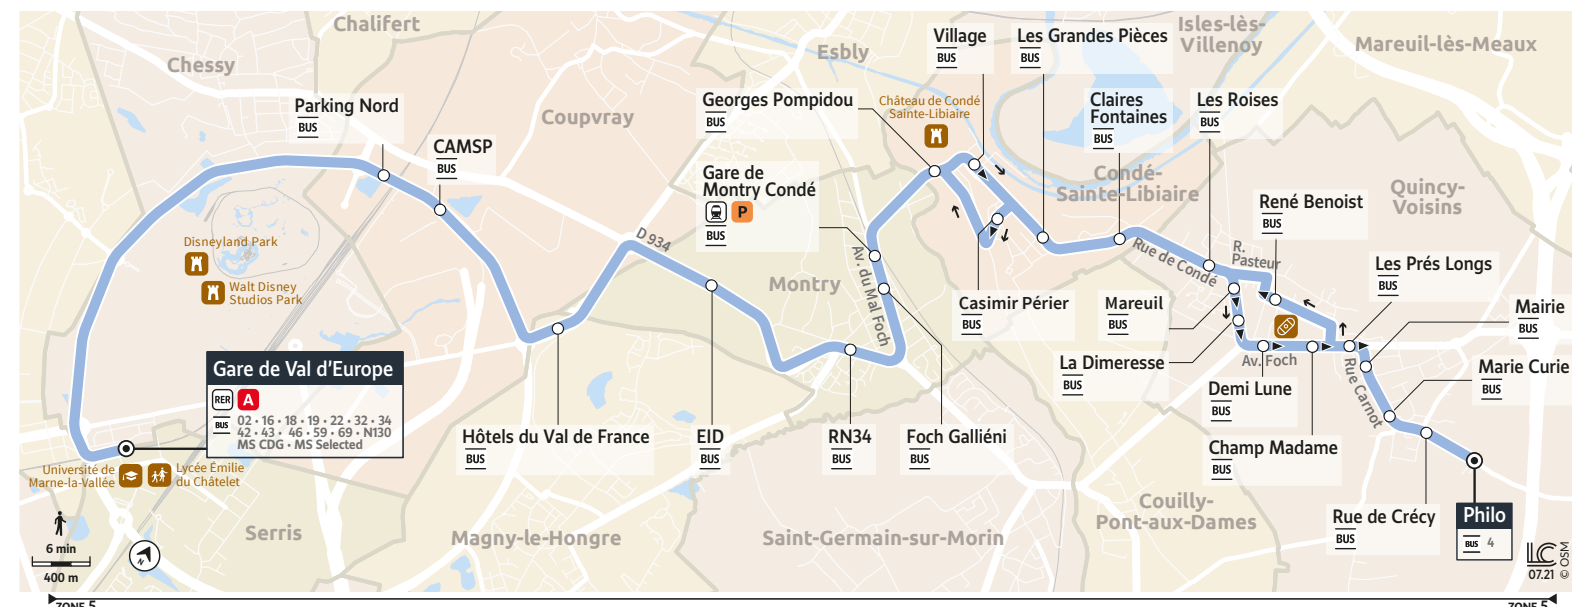 Chalifert
Chessy
Esbly
Isles-lès-
Villenoy
Mareuil-lès-Meaux
Coupvray
Parking Nord
BUS
CAMSP
BUS
Georges Pompidou
BUS
Château de Condé
Sainte-Libiaire
Village
BUS
Les Grandes Pièces
BUS
Claires
Fontaines
BUS
Les Roises
BUS
Gare de
Montry Condé
P
BUS
Condé-
Sainte-Libiaire
Quincy-
Voisins
René Benoist
BUS
Disneyland Park
Walt Disney
Studios Park
D 934
Montry
Av. du Mal Foch
Rue de Condé
R.
Pasteur
Les Prés Longs
BUS
Casimir Périer
BUS
Mareuil
BUS
Mairie
BUS
La Dimeresse
BUS
Av. Foch
Rue Carnot
Marie Curie
BUS
Demi Lune
BUS
Gare de Val d'Europe
RER A
BUS 02 • 16 • 18 • 19 • 22 • 32 • 34
42 • 43 • 46 • 59 • 69 • N130
MS CDG • MS Selected
Hôtels du Val de France
BUS
EID
BUS
RN34
BUS
Foch Galliéni
BUS
Champ Madame
BUS
Université de
Marne-la-Vallée
Lycée Émilie
du Châtelet
Serris
Magny-le-Hongre
Saint-Germain-sur-Morin
Couilly-
Pont-aux-Dames
Rue de Crécy
BUS
Philo
BUS 4
6 min
400 m
N
LC
07.21
© OSM
ZONE 5
ZONE 5